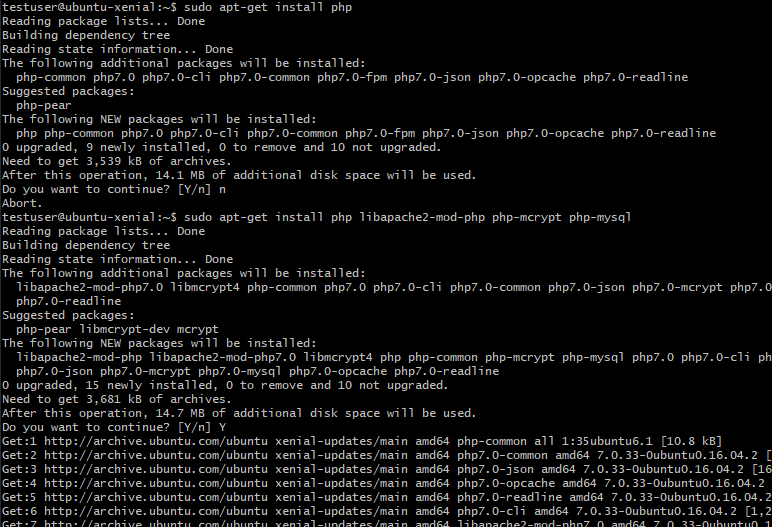 testuser@ubuntu-xenial:~$ sudo apt-get install php
Reading package lists... Done
Building dependency tree
Reading state information... Done
The following additional packages will be installed:
  php-common php7.0 php7.0-cli php7.0-common php7.0-fpm php7.0-json php7.0-opcache php7.0-readline
Suggested packages:
  php-pear
The following NEW packages will be installed:
  php php-common php7.0 php7.0-cli php7.0-common php7.0-fpm php7.0-json php7.0-opcache php7.0-readline
0 upgraded, 9 newly installed, 0 to remove and 10 not upgraded.
Need to get 3,539 kB of archives.
After this operation, 14.1 MB of additional disk space will be used.
Do you want to continue? [Y/n] n
Abort.
testuser@ubuntu-xenial:~$ sudo apt-get install php libapache2-mod-php php-mcrypt php-mysql
Reading package lists... Done
Building dependency tree
Reading state information... Done
The following additional packages will be installed:
  libapache2-mod-php7.0 libmcrypt4 php-common php7.0 php7.0-cli php7.0-common php7.0-json php7.0-mcrypt php7.0
  php7.0-readline
Suggested packages:
  php-pear libmcrypt-dev mcrypt
The following NEW packages will be installed:
  libapache2-mod-php libapache2-mod-php7.0 libmcrypt4 php php-common php-mcrypt php-mysql php7.0 php7.0-cli ph
  php7.0-json php7.0-mcrypt php7.0-mysql php7.0-opcache php7.0-readline
0 upgraded, 15 newly installed, 0 to remove and 10 not upgraded.
Need to get 3,681 kB of archives.
After this operation, 14.7 MB of additional disk space will be used.
Do you want to continue? [Y/n] Y
Get:1 http://archive.ubuntu.com/ubuntu xenial-updates/main amd64 php-common all 1:35ubuntu6.1 [10.8 kB]
Get:2 http://archive.ubuntu.com/ubuntu xenial-updates/main amd64 php7.0-common amd64 7.0.33-0ubuntu0.16.04.2 [
Get:3 http://archive.ubuntu.com/ubuntu xenial-updates/main amd64 php7.0-json amd64 7.0.33-0ubuntu0.16.04.2 [16
Get:4 http://archive.ubuntu.com/ubuntu xenial-updates/main amd64 php7.0-opcache amd64 7.0.33-0ubuntu0.16.04.2
Get:5 http://archive.ubuntu.com/ubuntu xenial-updates/main amd64 php7.0-readline amd64 7.0.33-0ubuntu0.16.04.2
Get:6 http://archive.ubuntu.com/ubuntu xenial-updates/main amd64 php7.0-cli amd64 7.0.33-0ubuntu0.16.04.2 [1,2
Get:7 http://archive.ubuntu.com/ubuntu xenial-updates/main amd64 libapache2-mod-php7.0 amd64 7.0.33-0ubuntu0